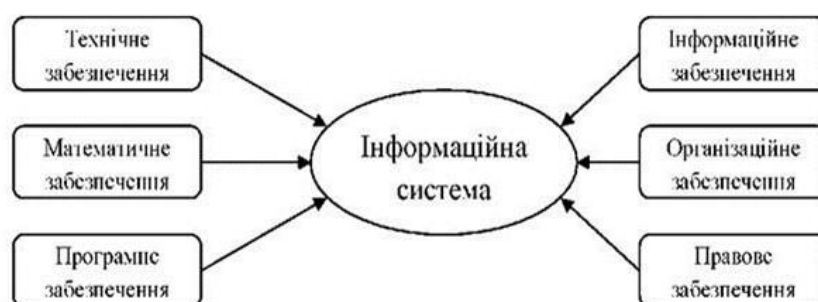 Технічне
забезпечення
Математичне
забезпечення
Програмне
забезпечення
Інформаційна
система
Інформаційне
забезпечення
Організаційне
забезпечення
Правове
забезпечення